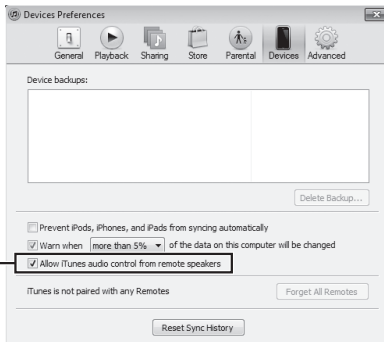 Devices Preferences
General Playback Sharing Store Parental Devices Advanced
Device backups:
Delete Backup...
Prevent iPods, iPhones, and iPads from syncing automatically
Warn when more than 5% of the data on this computer will be changed
Allow iTunes audio control from remote speakers
iTunes is not paired with any Remotes
Forget All Remotes
Reset Sync History